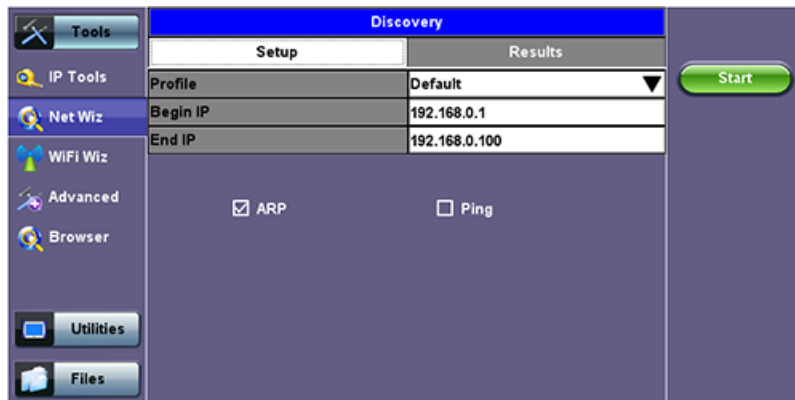 Tools
IP Tools
Net Wiz
WiFi Wiz
Advanced
Browser
Utilities
Files
Discovery
Setup Results
Profile Default
Begin IP 192.168.0.1
End IP 192.168.0.100
ARP Ping
Start